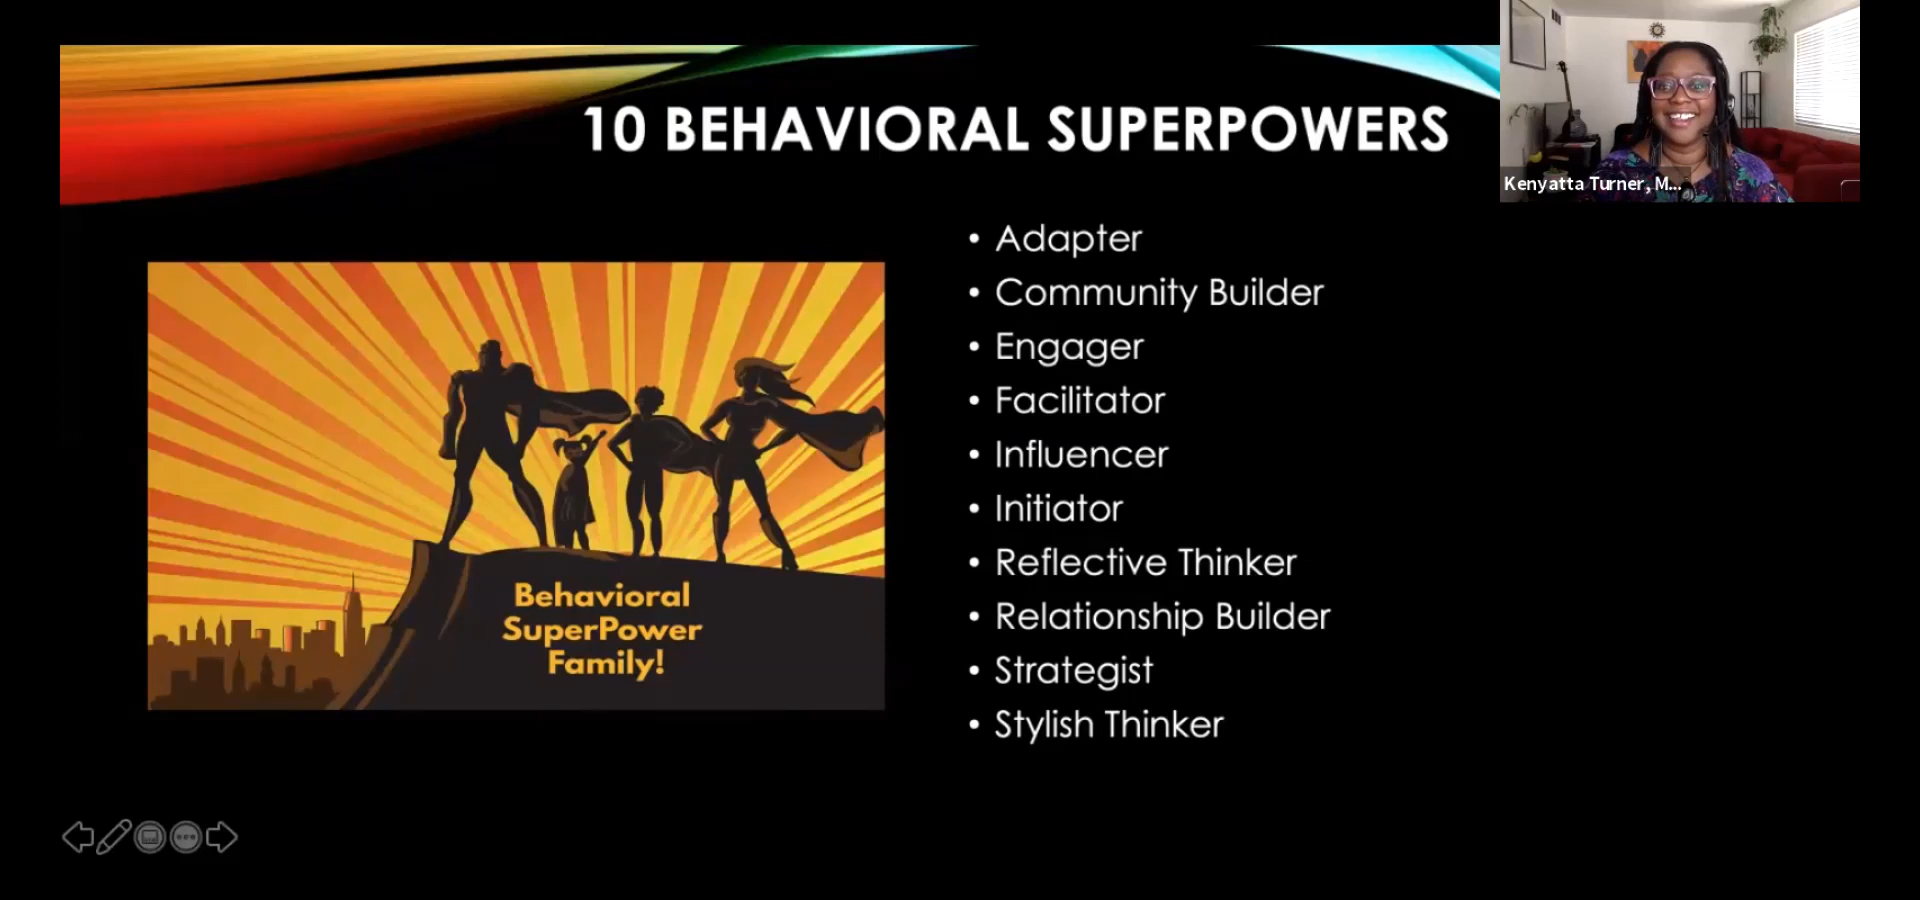 10 BEHAVIORAL SUPERPOWERS
Kenyatta Turner, M...
• Adapter
• Community Builder
• Engager
• Facilitator
• Influencer
• Initiator
• Reflective Thinker
• Relationship Builder
• Strategist
• Stylish Thinker
Behavioral
SuperPower
Family!